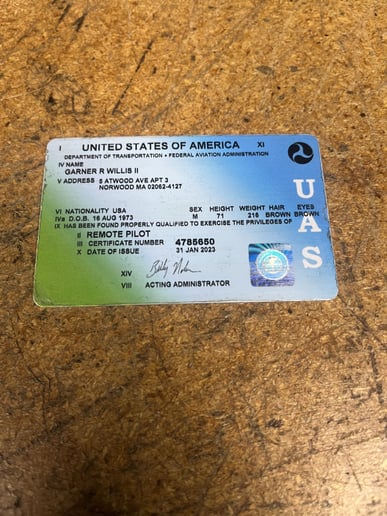 I UNITED STATES OF AMERICA XI
DEPARTMENT OF TRANSPORTATION • FEDERAL AVIATION ADMINISTRATION
IV NAME
GARNER R WILLIS II
V ADDRESS 5 ATWOOD AVE APT 3
NORWOOD MA 02062-4127
VI NATIONALITY USA SEX HEIGHT WEIGHT HAIR EYES
IVa D.O.B. 16 AUG 1973 M 71 216 BROWN BROWN
IX HAS BEEN FOUND PROPERLY QUALIFIED TO EXERCISE THE PRIVILEGES OF
II REMOTE PILOT
III CERTIFICATE NUMBER 4785650
X DATE OF ISSUE 31 JAN 2023
XIV
VIII ACTING ADMINISTRATOR
UAS